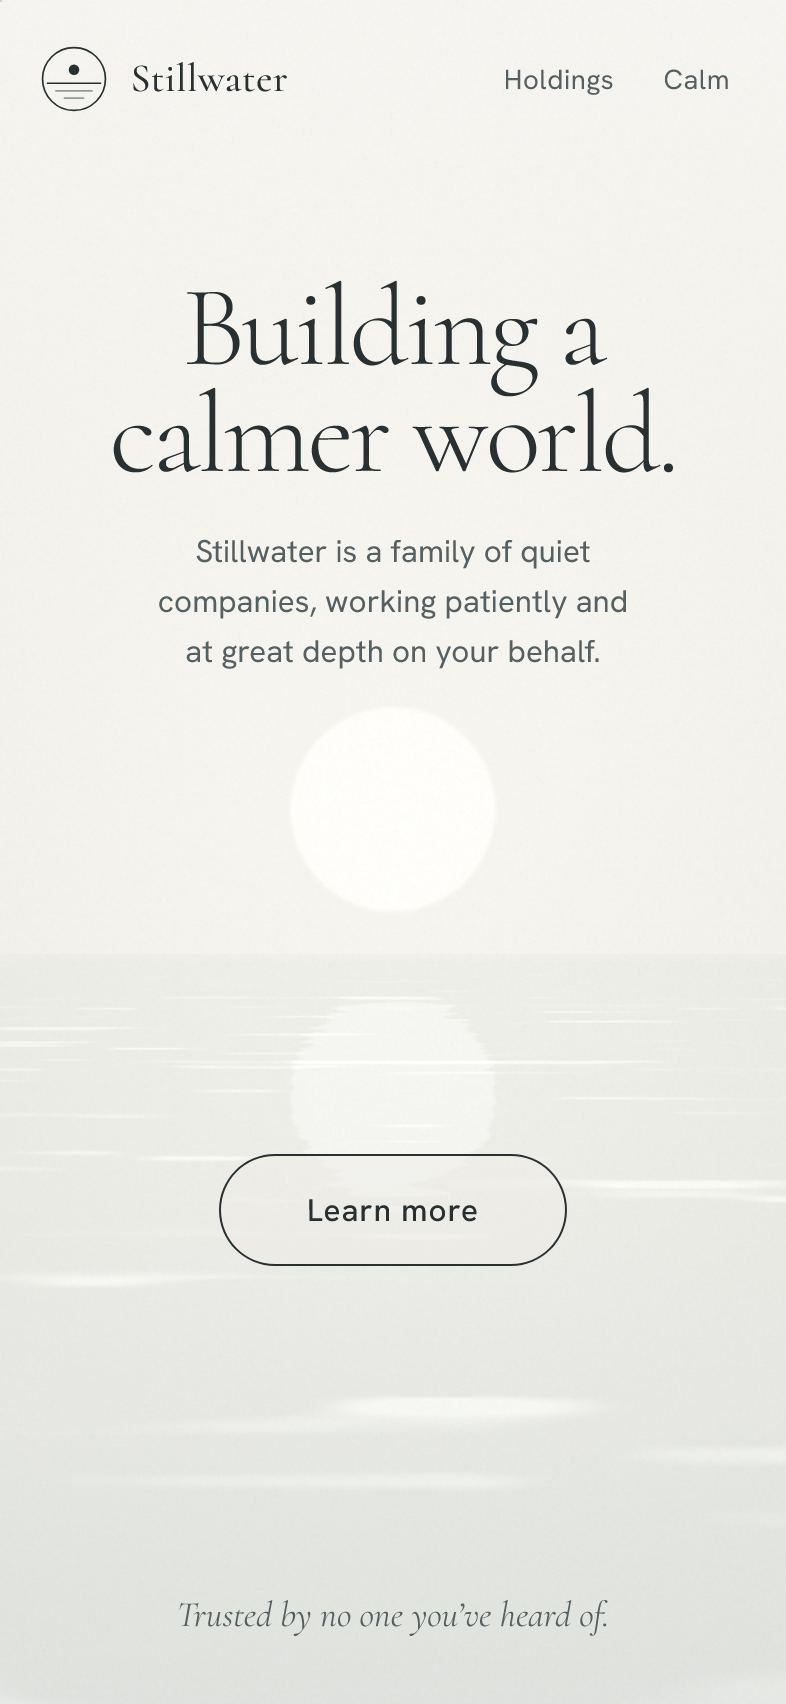 Stillwater
Holdings
Calm
Building a
calmer world.
Stillwater is a family of quiet
companies, working patiently and
at great depth on your behalf.
Learn more
Trusted by no one you’ve heard of.